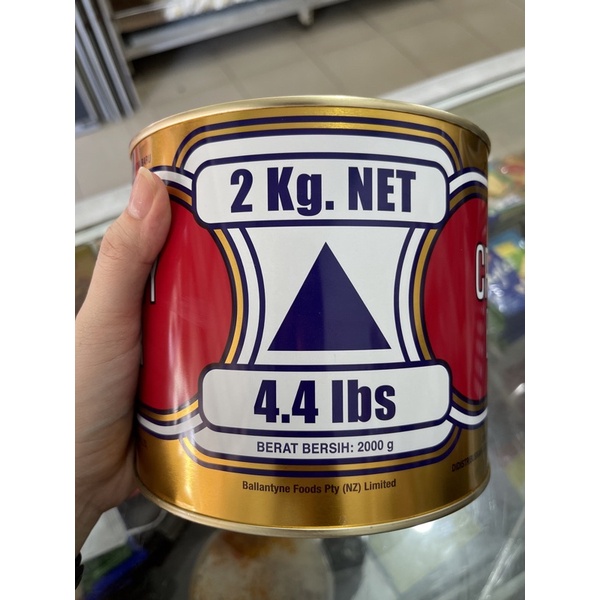 2 Kg. NET
4.4 lbs
BERAT BERSIH: 2000 g
Ballantyne Foods Pty (NZ) Limited